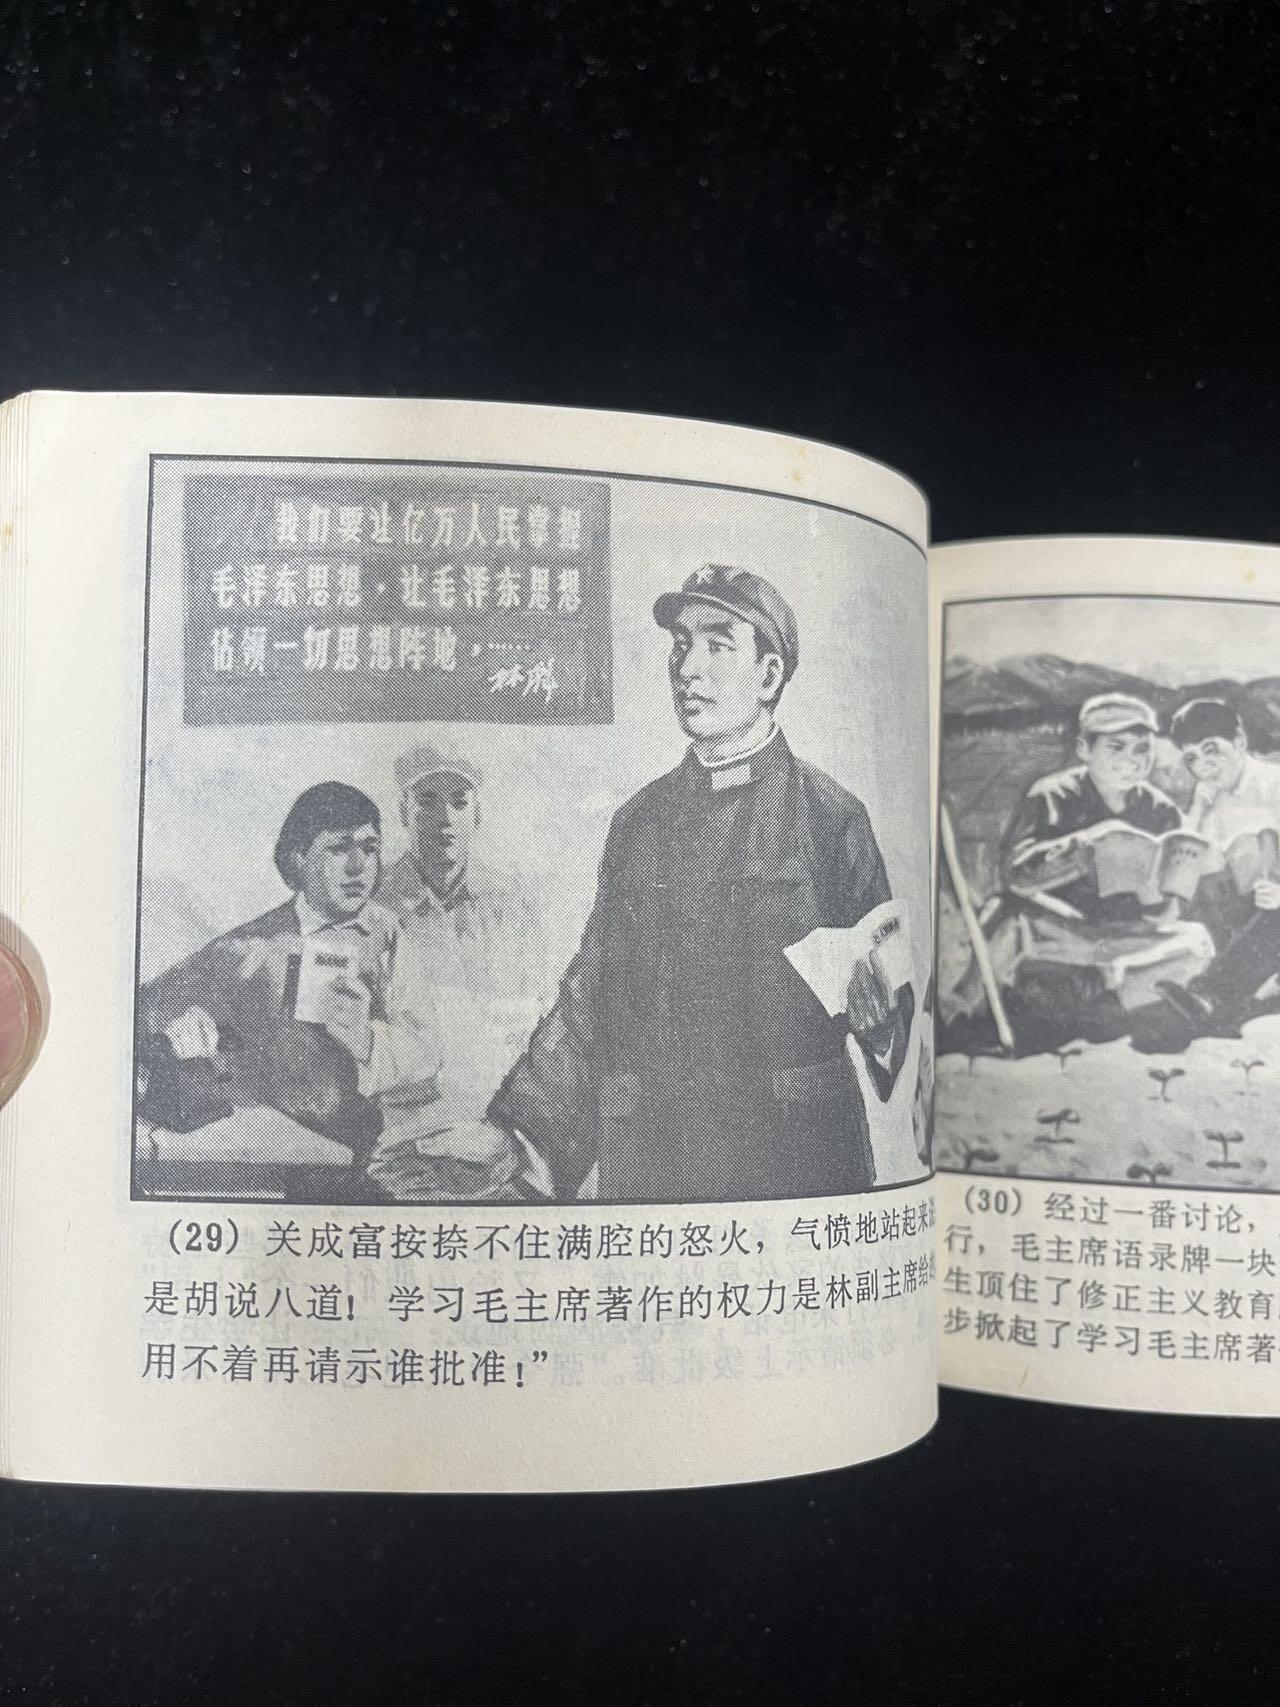 我们要让亿万人民掌握
毛泽东思想，让毛泽东思想
占领一切思想阵地，……
林彪
（29）关成富按捺不住满腔的怒火，气愤地站起来
是胡说八道！学习毛主席著作的权力是林副主席给
用不着再请示谁批准！”
（30）经过一番讨论，
行，毛主席语录牌一块
生顶住了修正主义教育
步掀起了学习毛主席著